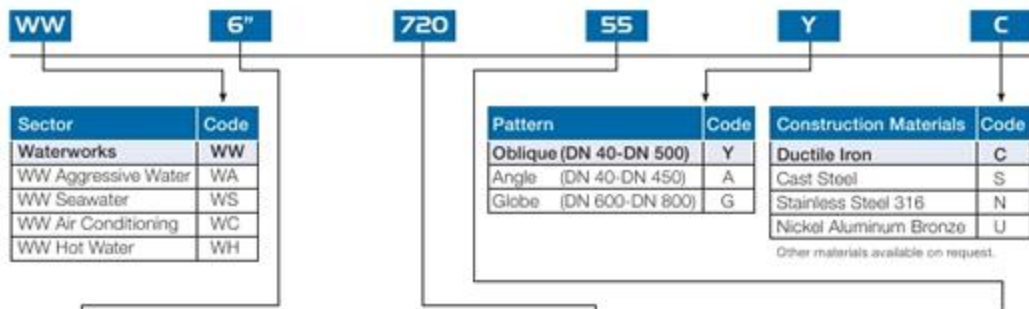 WW 6" 720 55 Y C
Sector Code
Waterworks WW
WW Aggressive Water WA
WW Seawater WS
WW Air Conditioning WC
WW Hot Water WH
Pattern Code
Oblique (DN 40-DN 500) Y
Angle (DN 40-DN 450) A
Globe (DN 600-DN 800) G
Construction Materials Code
Ductile Iron C
Cast Steel S
Stainless Steel 316 N
Nickel Aluminum Bronze U
Other materials available on request.